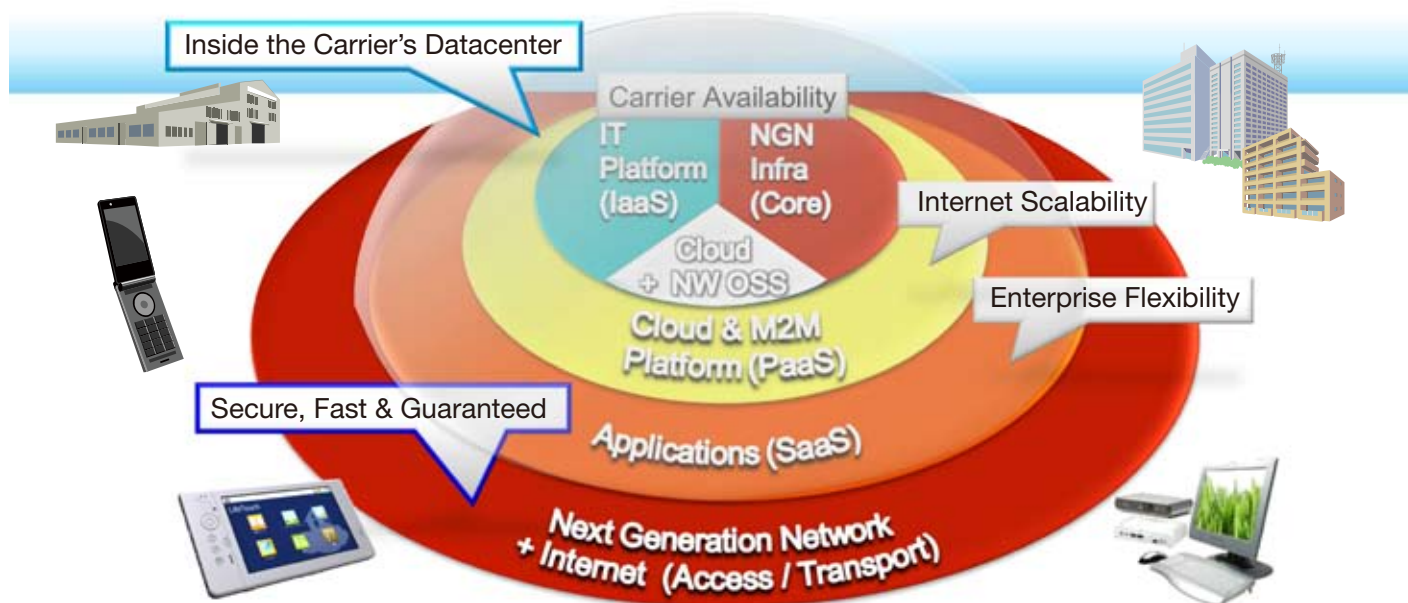 Inside the Carrier's Datacenter
Carrier Availability
IT
Platform
(IaaS)
NGN
Infra
(Core)
Internet Scalability
Cloud
+ NW OSS
Enterprise Flexibility
Cloud & M2M
Platform (PaaS)
Secure, Fast & Guaranteed
Applications (SaaS)
LifeTouch
Next Generation Network
+ Internet (Access / Transport)